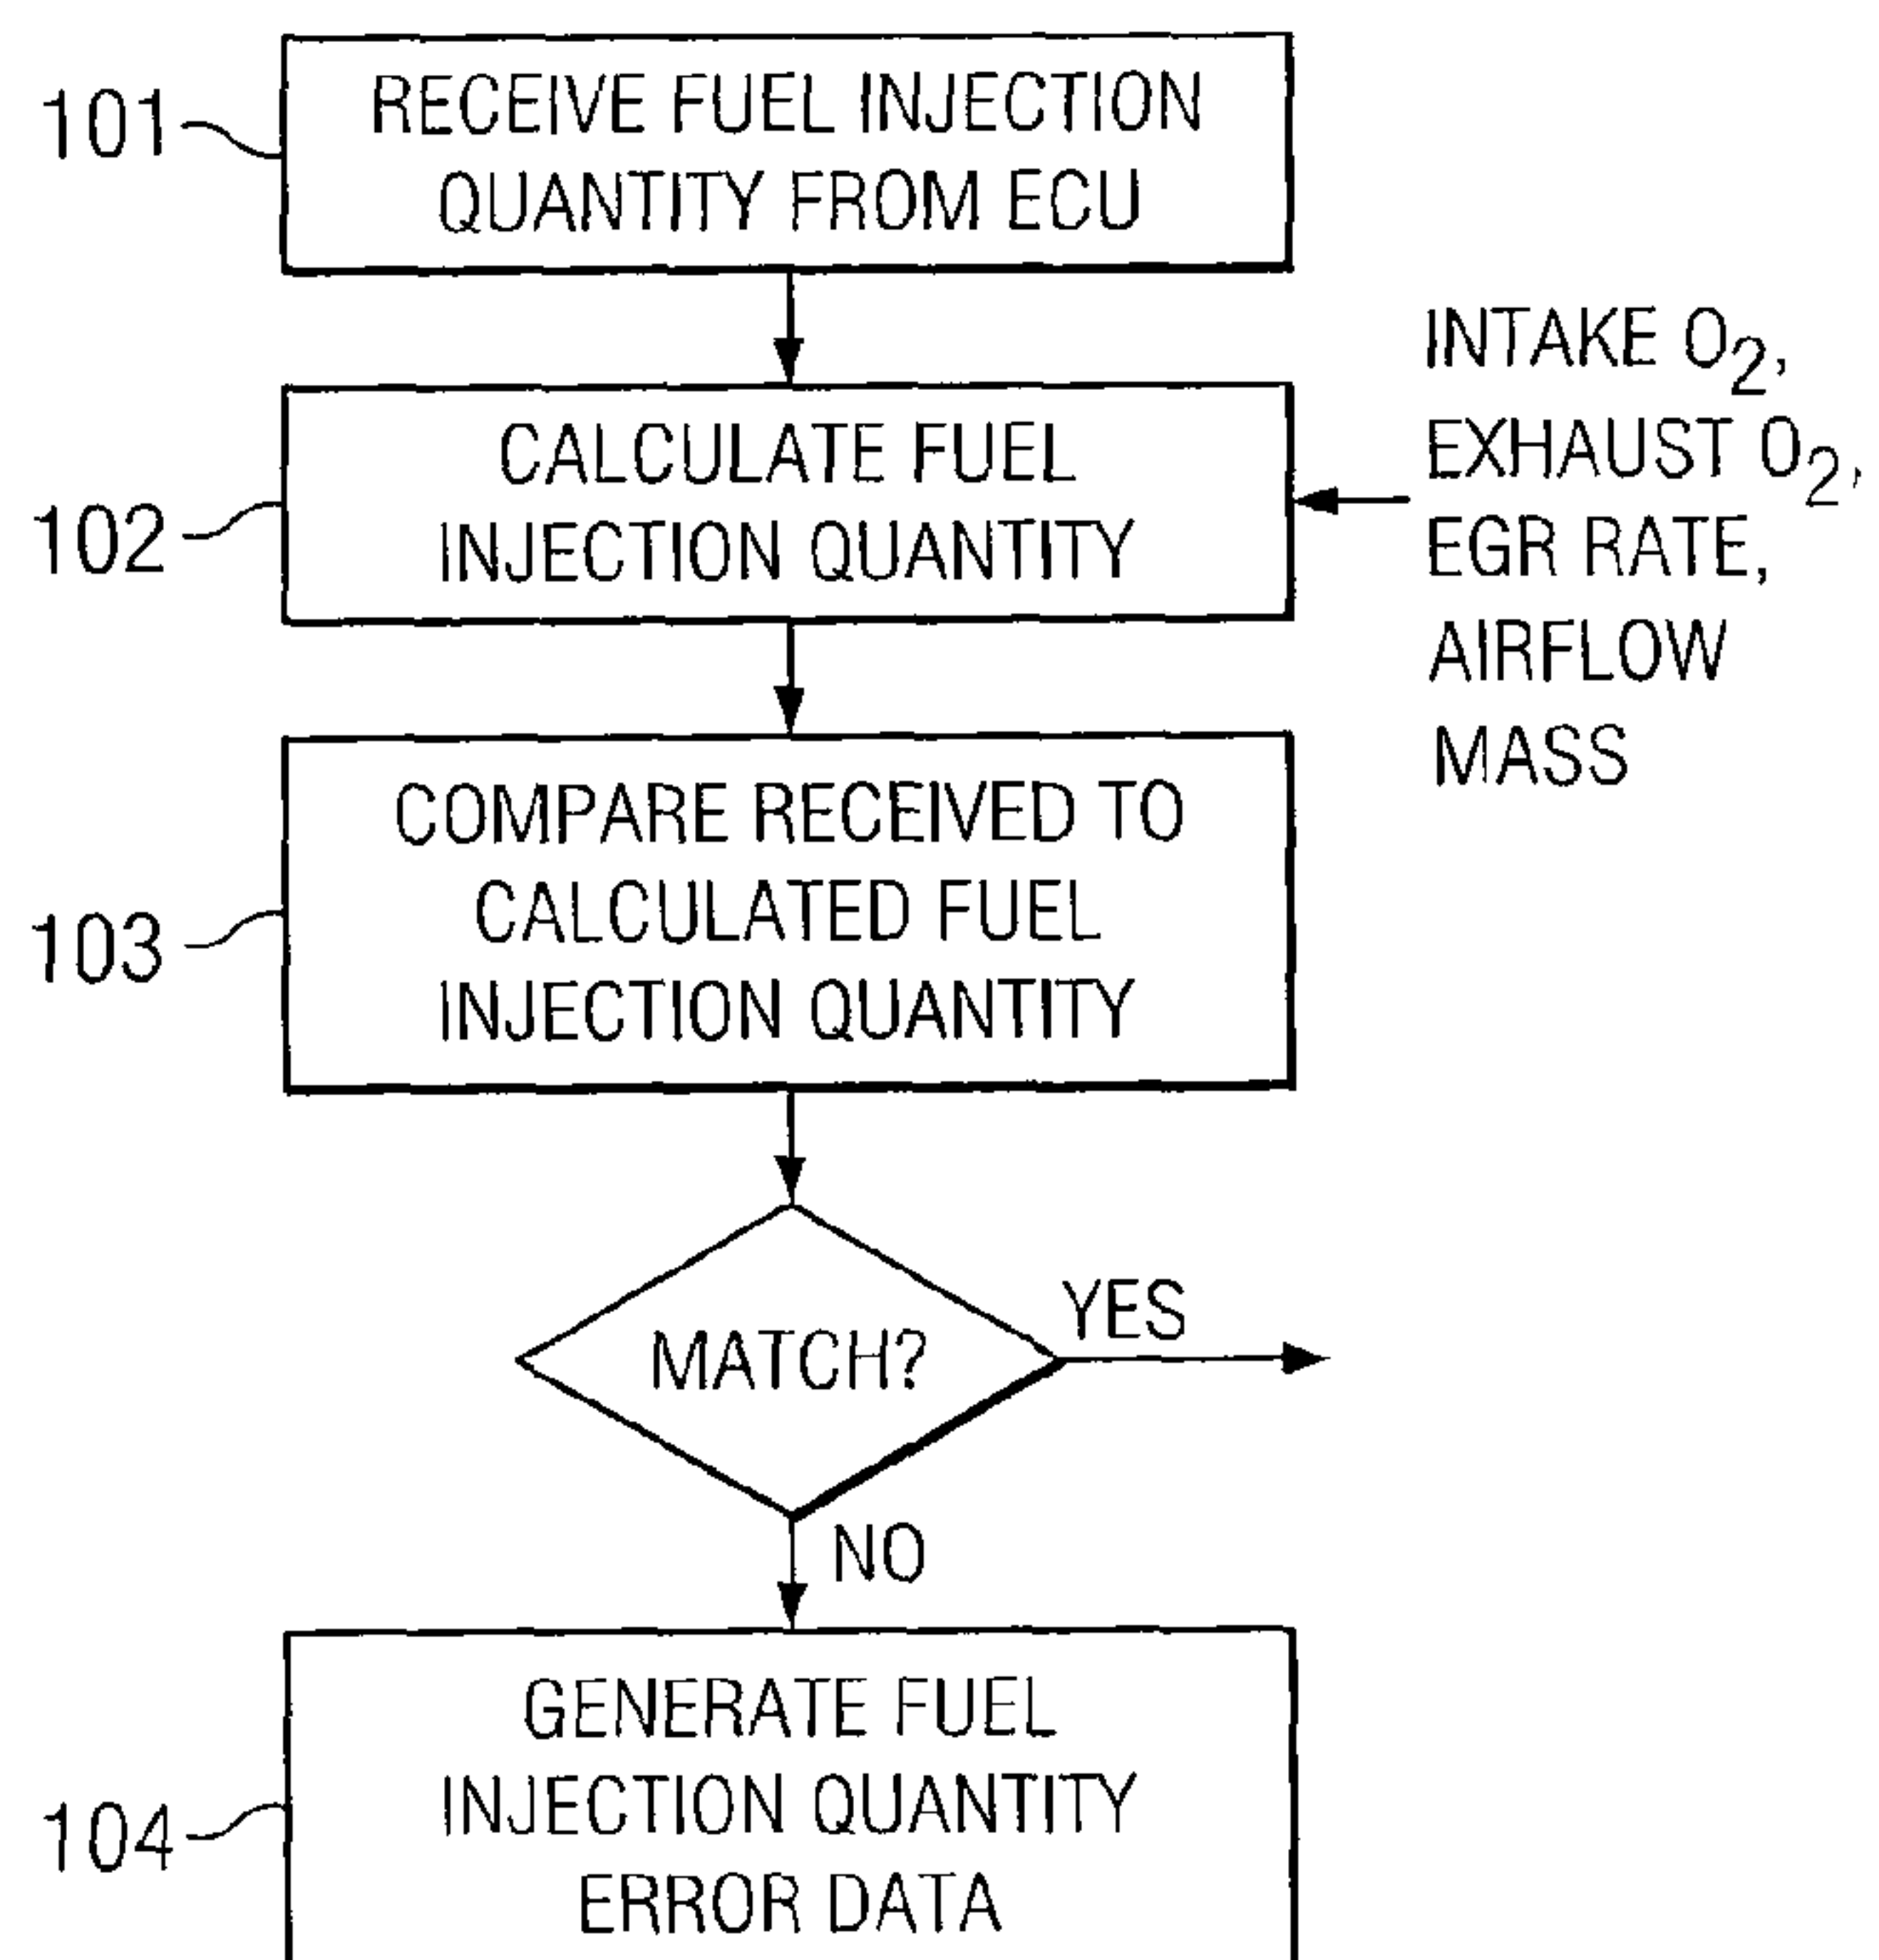 101
RECEIVE FUEL INJECTION
QUANTITY FROM ECU
102
CALCULATE FUEL
INJECTION QUANTITY
INTAKE O2,
EXHAUST O2,
EGR RATE,
AIRFLOW
MASS
103
COMPARE RECEIVED TO
CALCULATED FUEL
INJECTION QUANTITY
MATCH?
YES
NO
104
GENERATE FUEL
INJECTION QUANTITY
ERROR DATA